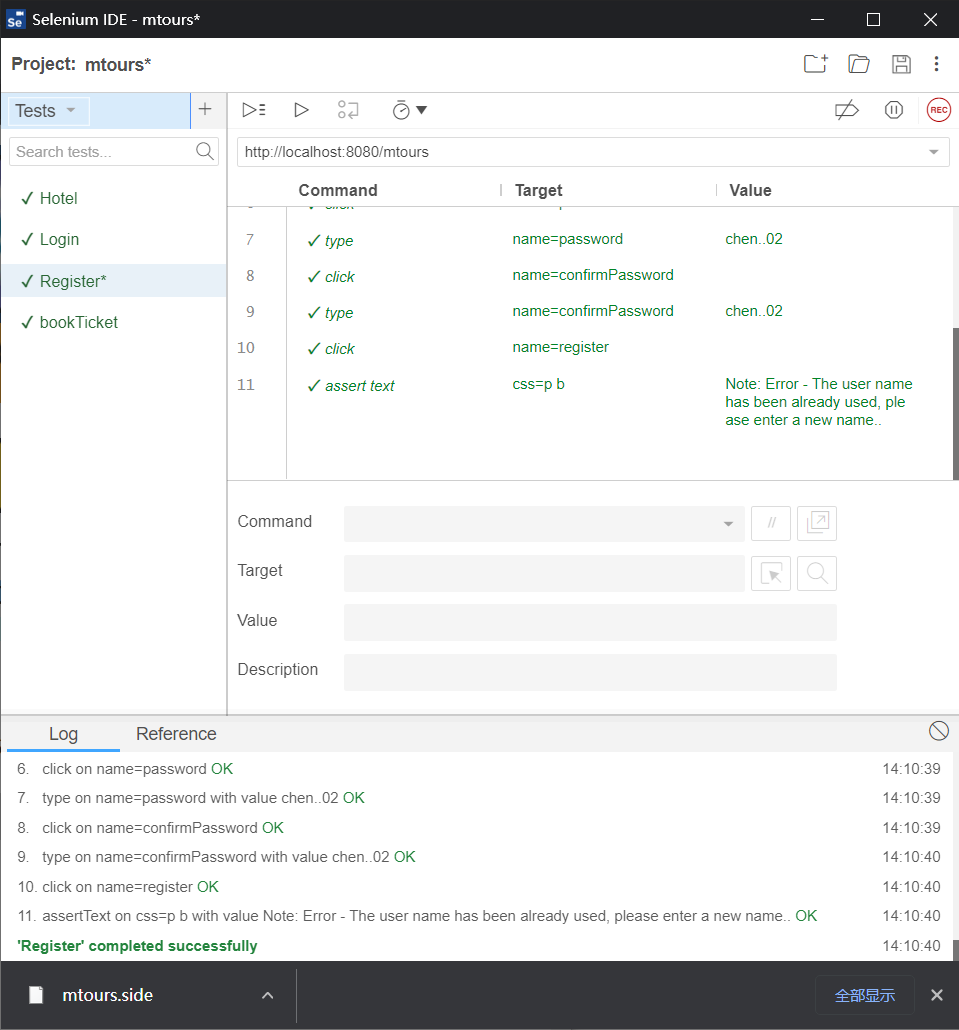 Selenium IDE - mtours*
Project: mtours*
Tests
http://localhost:8080/mtours
Search tests...
Command Target Value
✓ Hotel
✓ Login
✓ Register*
✓ bookTicket
7 ✓ type name=password chen..02
8 ✓ click name=confirmPassword
9 ✓ type name=confirmPassword chen..02
10 ✓ click name=register
11 ✓ assert text css=p b Note: Error - The user name
has been already used, ple
ase enter a new name..
REC
Command
//
Target
Value
Description
Log Reference
6. click on name=password OK 14:10:39
7. type on name=password with value chen..02 OK 14:10:39
8. click on name=confirmPassword OK 14:10:39
9. type on name=confirmPassword with value chen..02 OK 14:10:40
10. click on name=register OK 14:10:40
11. assertText on css=p b with value Note: Error - The user name has been already used, please enter a new name.. OK 14:10:40
'Register' completed successfully 14:10:40
mtours.side
全部显示